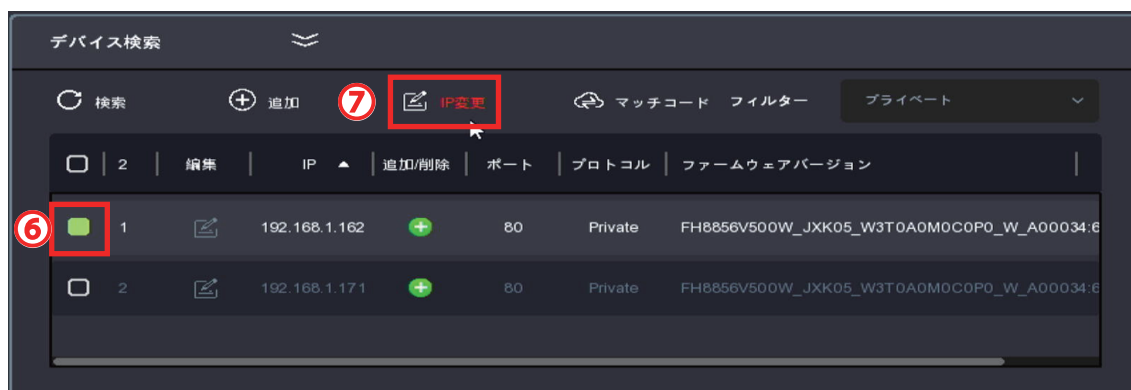 デバイス検索
検索 追加 ⑦ IP変更 マッチコード フィルター プライベート
2 編集 IP 追加/削除 ポート プロトコル ファームウェアバージョン
⑥ 1 192.168.1.162 80 Private FH8856V500W_JXK05_W3T0A0M0C0P0_W_A00034:6
2 192.168.1.171 80 Private FH8856V500W_JXK05_W3T0A0M0C0P0_W_A00034:6